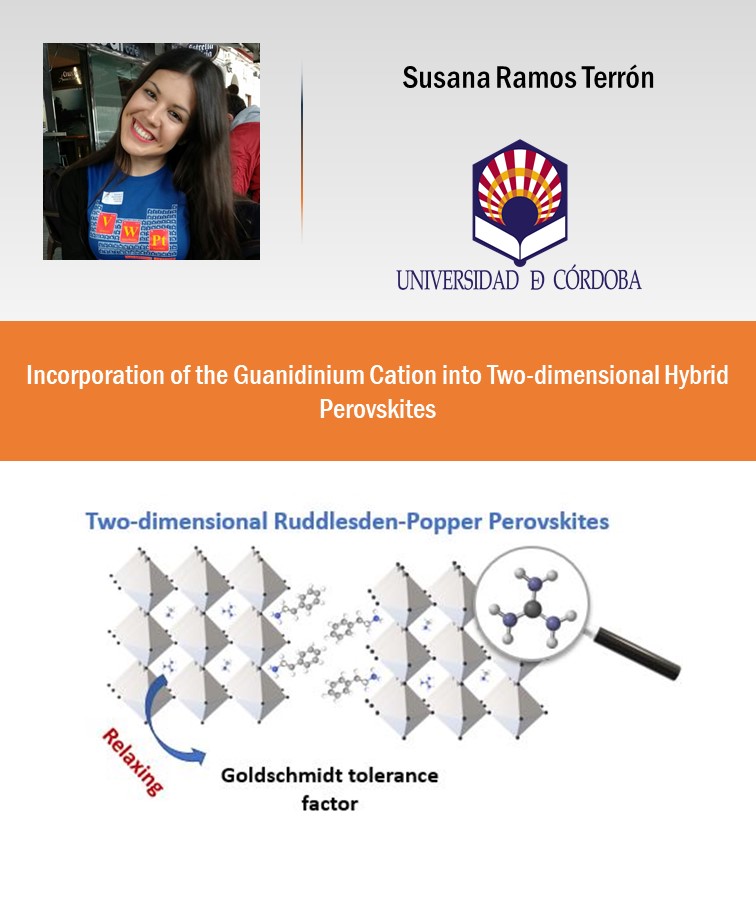 Susana Ramos Terrón
V W Pt
UNIVERSIDAD Đ CÓRDOBA
Incorporation of the Guanidinium Cation into Two-dimensional Hybrid
Perovskites
Two-dimensional Ruddlesden-Popper Perovskites
Relaxing
Goldschmidt tolerance
factor